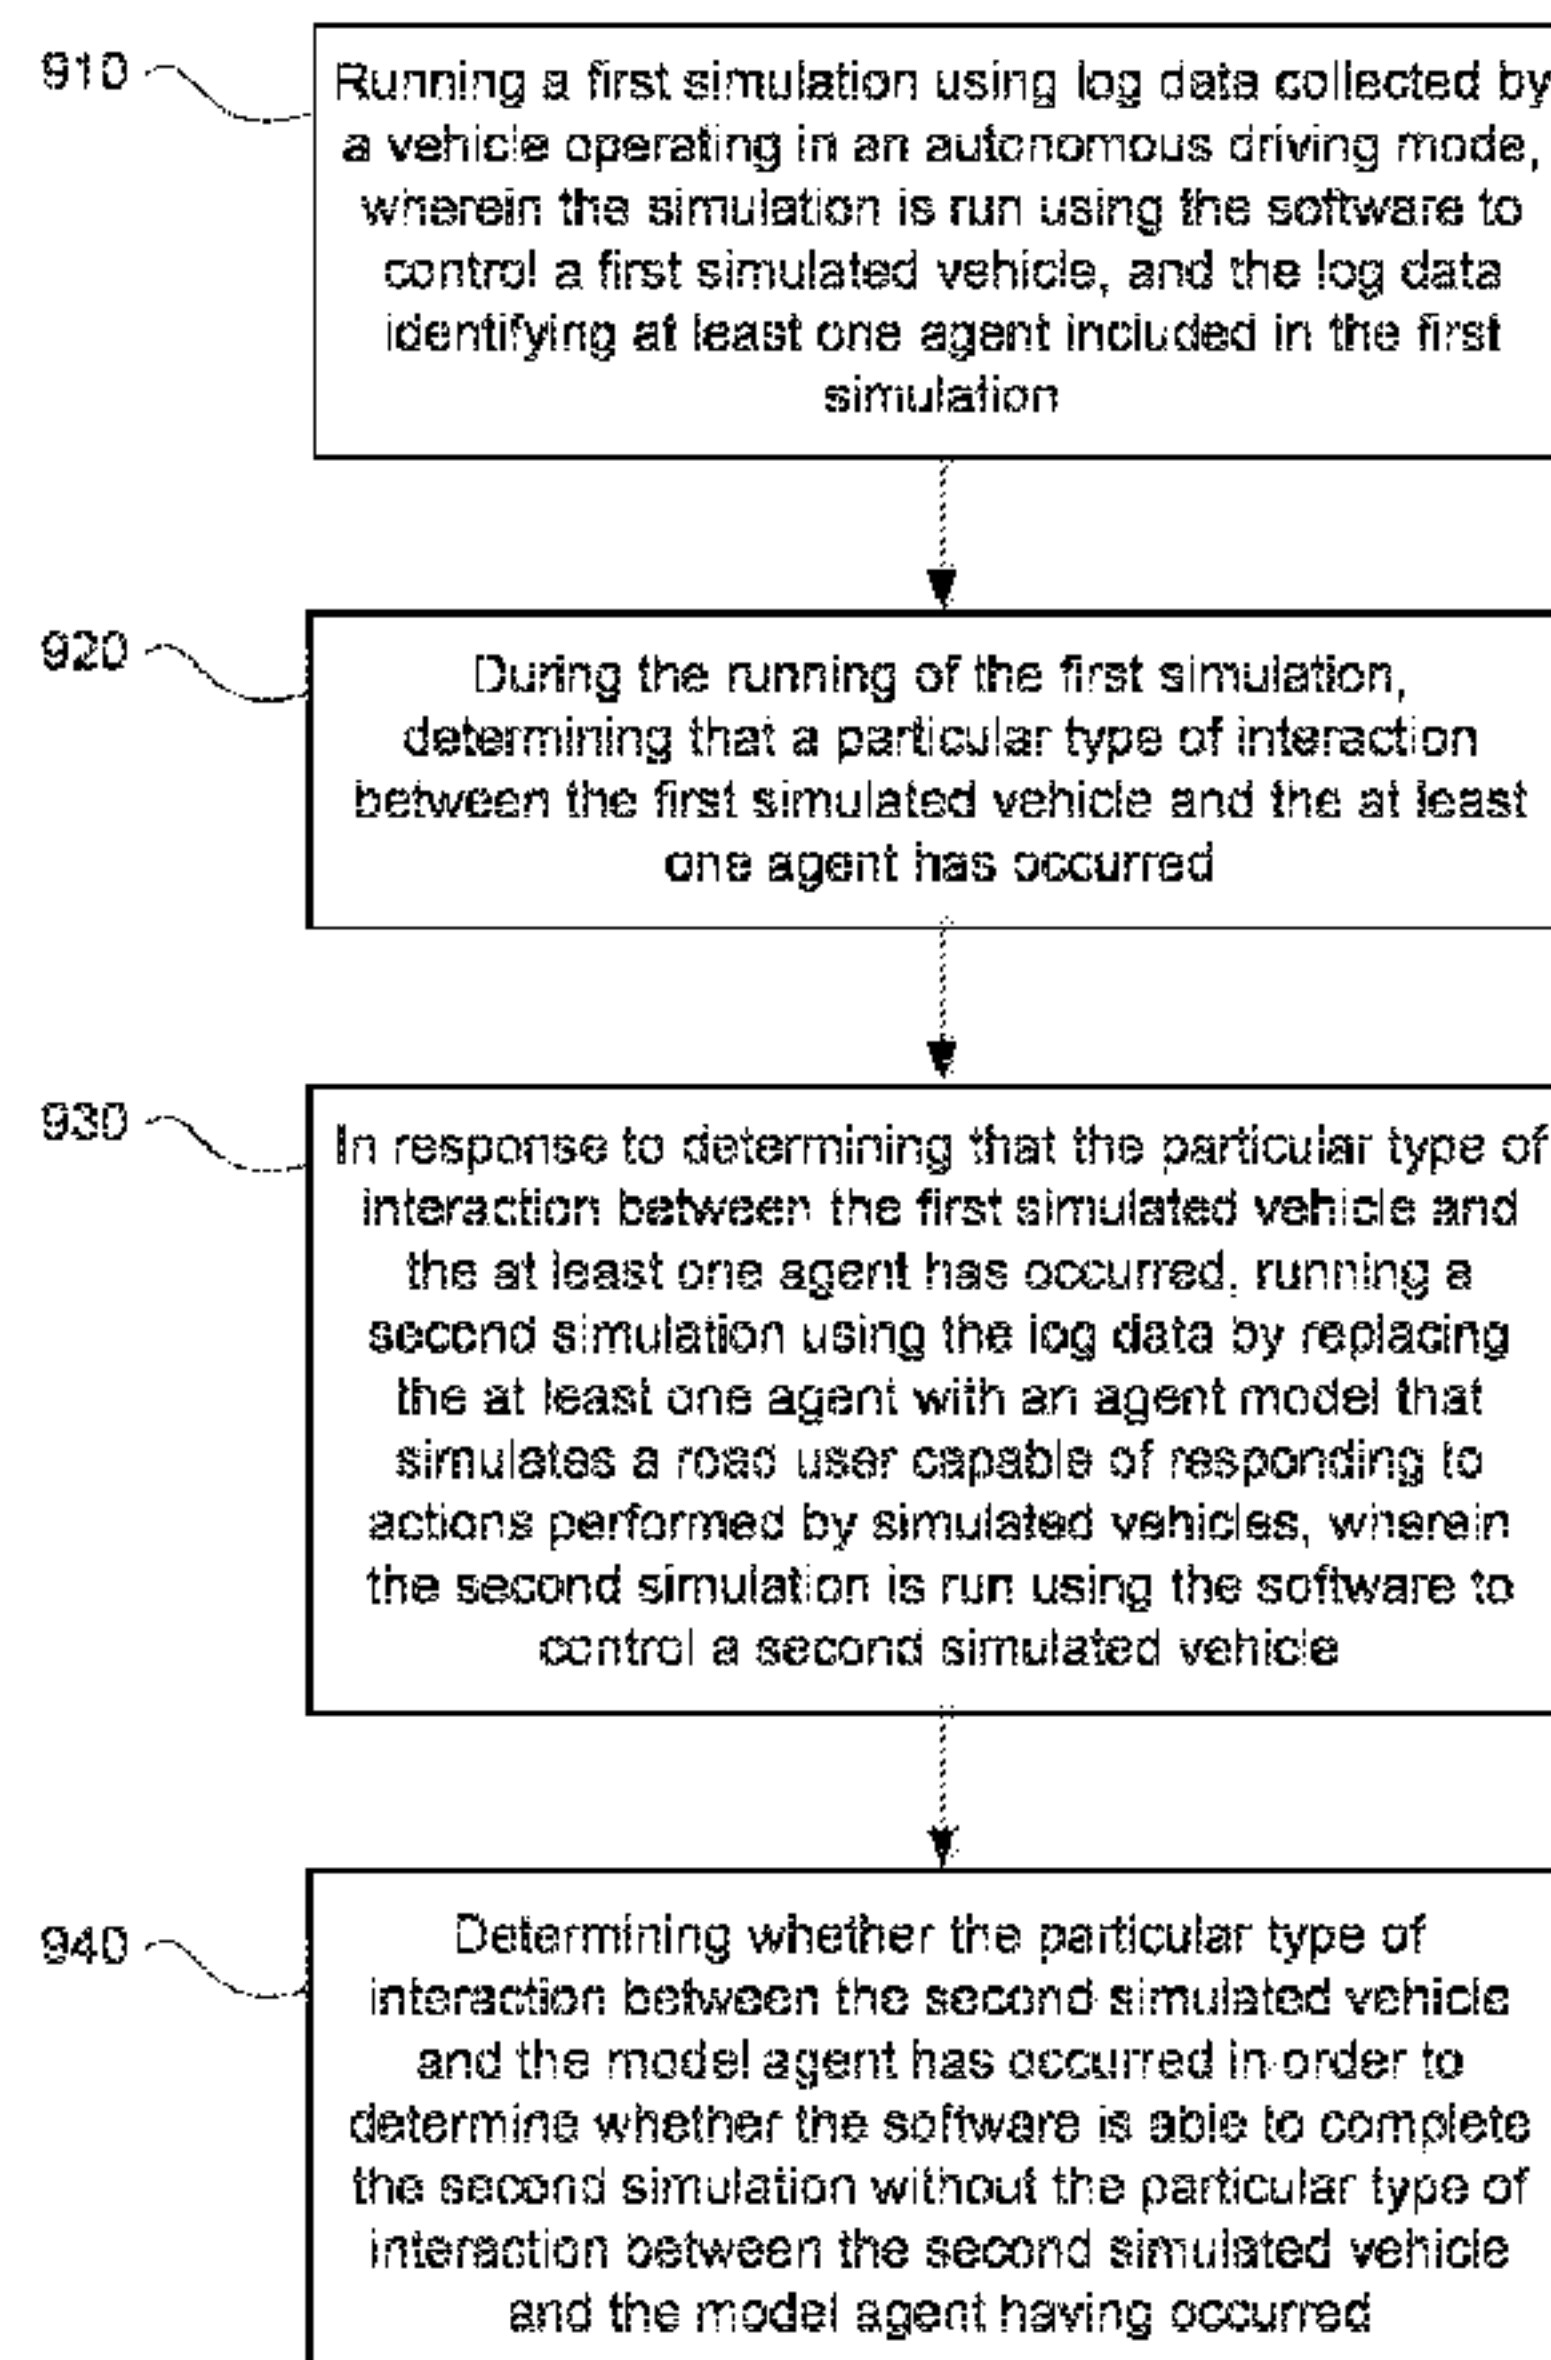 910
Running a first simulation using log data collected by
a vehicle operating in an autonomous driving mode,
wherein the simulation is run using the software to
control a first simulated vehicle, and the log data
identifying at least one agent included in the first
simulation
920
During the running of the first simulation,
determining that a particular type of interaction
between the first simulated vehicle and the at least
one agent has occurred
930
In response to determining that the particular type of
interaction between the first simulated vehicle and
the at least one agent has occurred, running a
second simulation using the log data by replacing
the at least one agent with an agent model that
simulates a road user capable of responding to
actions performed by simulated vehicles, wherein
the second simulation is run using the software to
control a second simulated vehicle
940
Determining whether the particular type of
interaction between the second simulated vehicle
and the model agent has occurred in order to
determine whether the software is able to complete
the second simulation without the particular type of
interaction between the second simulated vehicle
and the model agent having occurred